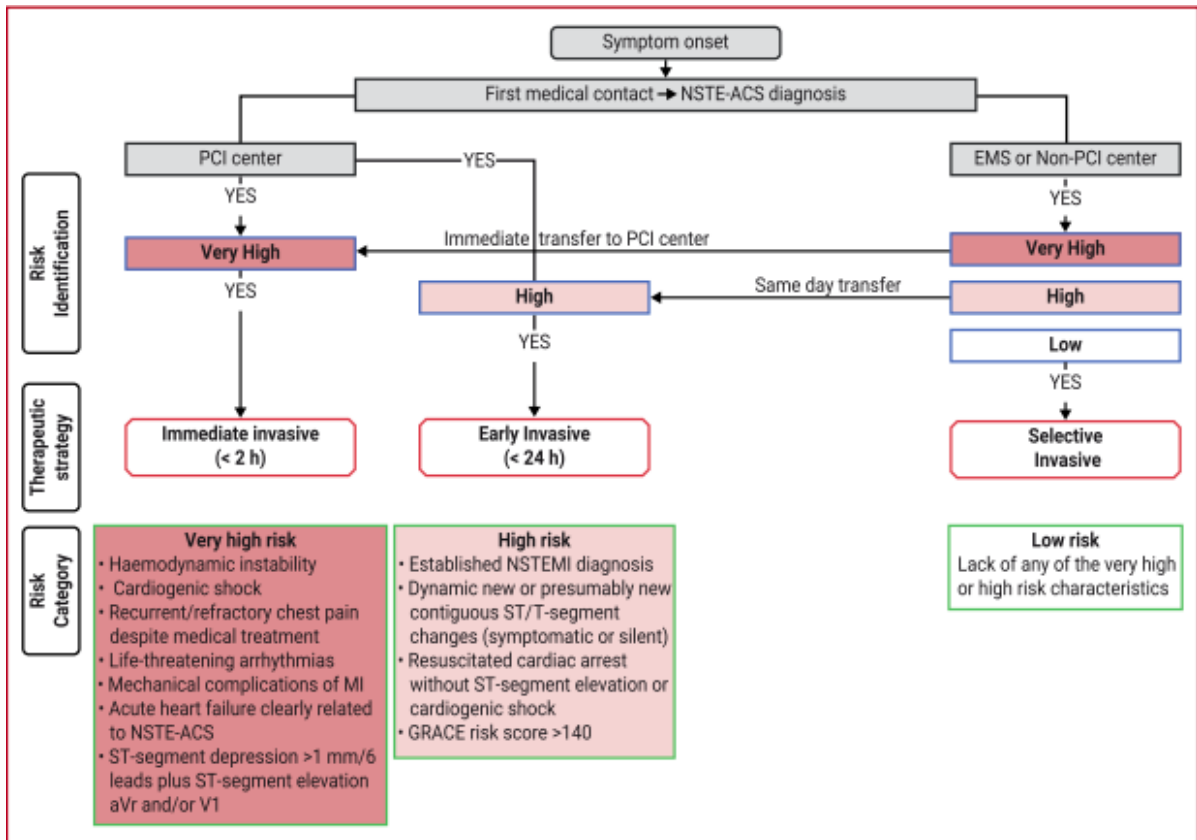 Symptom onset
First medical contact → NSTE-ACS diagnosis
PCI center
YES
EMS or Non-PCI center
YES
YES
Risk
Identification
Very High
Immediate transfer to PCI center
Very High
YES
High
Same day transfer
High
YES
Low
YES
Therapeutic
strategy
Immediate invasive
(< 2 h)
Early Invasive
(< 24 h)
Selective
Invasive
Risk
Category
Very high risk
• Haemodynamic instability
• Cardiogenic shock
• Recurrent/refractory chest pain
despite medical treatment
• Life-threatening arrhythmias
• Mechanical complications of MI
• Acute heart failure clearly related
to NSTE-ACS
• ST-segment depression >1 mm/6
leads plus ST-segment elevation
aVr and/or V1
High risk
• Established NSTEMI diagnosis
• Dynamic new or presumably new
contiguous ST/T-segment
changes (symptomatic or silent)
• Resuscitated cardiac arrest
without ST-segment elevation or
cardiogenic shock
• GRACE risk score >140
Low risk
Lack of any of the very high
or high risk characteristics